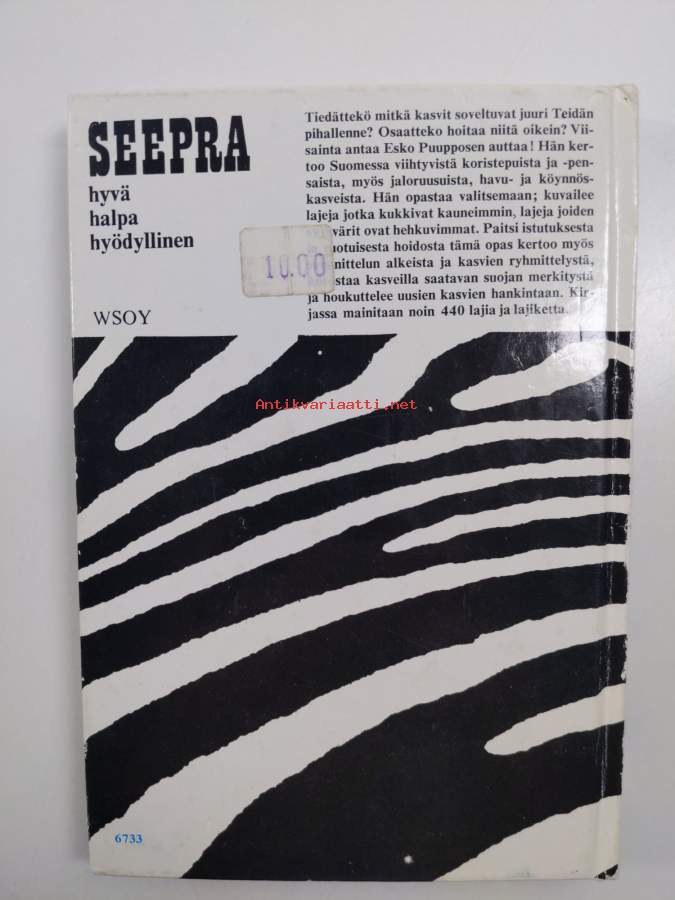 SEEPRA
hyvä
halpa
hyödyllinen
WSOY
10.00
Tiedättekö mitkä kasvit soveltuvat juuri Teidän
pihallenne? Osaatteko hoitaa niitä oikein? Vii-
sainta antaa Esko Puupposen auttaa! Hän ker-
too Suomessa viihtyvistä koristepuista ja -pen-
saista, myös jaloruusuista, havu- ja köynnös-
kasveista. Hän opastaa valitsemaan; kuvailee
lajeja jotka kukkivat kauneimmin, lajeja joiden
ovat hehkuvimmat. Paitsi istutuksesta
hoidosta tämä opas kertoo myös
alkeista ja kasvien ryhmittelystä,
kasveilla saatavan suojan merkitystä
ja houkuttelee uusien kasvien hankintaan. Kir-
jassa mainitaan noin 440 lajia ja lajiketta.
Antikvariaatti.net
6733